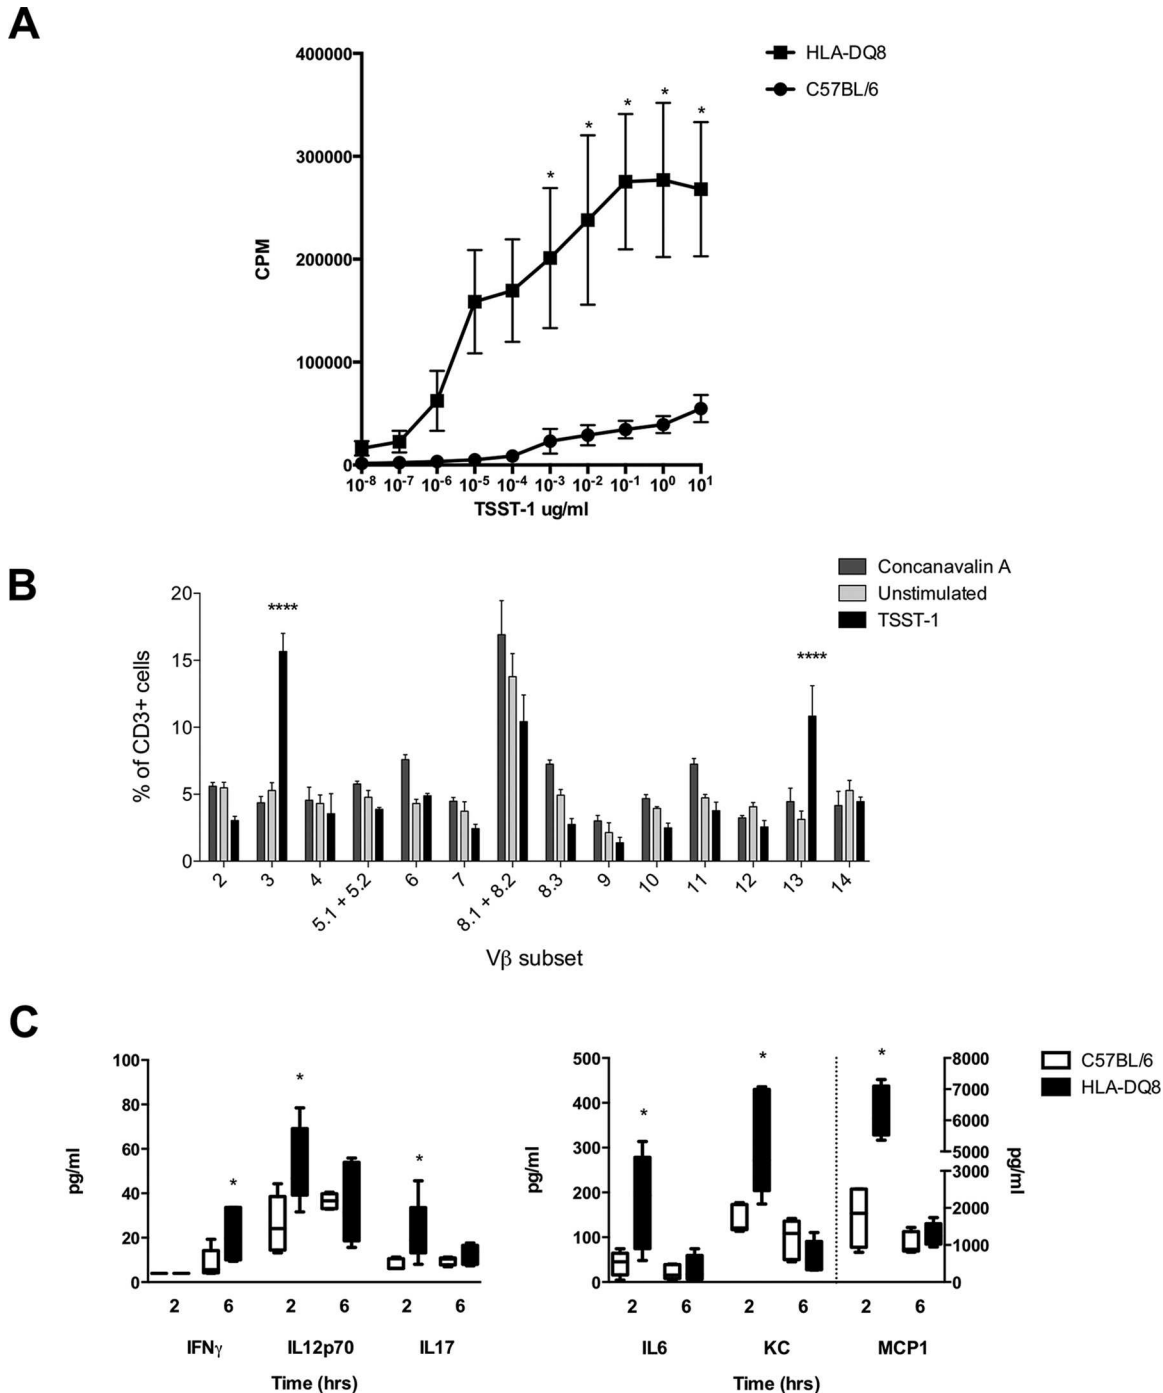 A
HLA-DQ8
C57BL/6
400000
300000
200000
100000
0
CPM
* * * * *
10-8 10-7 10-6 10-5 10-4 10-3 10-2 10-1 100 101
TSST-1 ug/ml
B
Concanavalin A
Unstimulated
TSST-1
20
15
10
5
0
% of CD3+ cells
**** ****
2 3 4 5.1 + 5.2 6 7 8.1 + 8.2 8.3 9 10 11 12 13 14
Vβ subset
C
100
80
60
40
20
0
pg/ml
* * *
2 6 2 6 2 6
IFNγ IL12p70 IL17
Time (hrs)
500
400
300
200
100
0
pg/ml
* * *
8000
7000
6000
5000
3000
2000
1000
0
pg/ml
2 6 2 6 2 6
IL6 KC MCP1
Time (hrs)
C57BL/6
HLA-DQ8